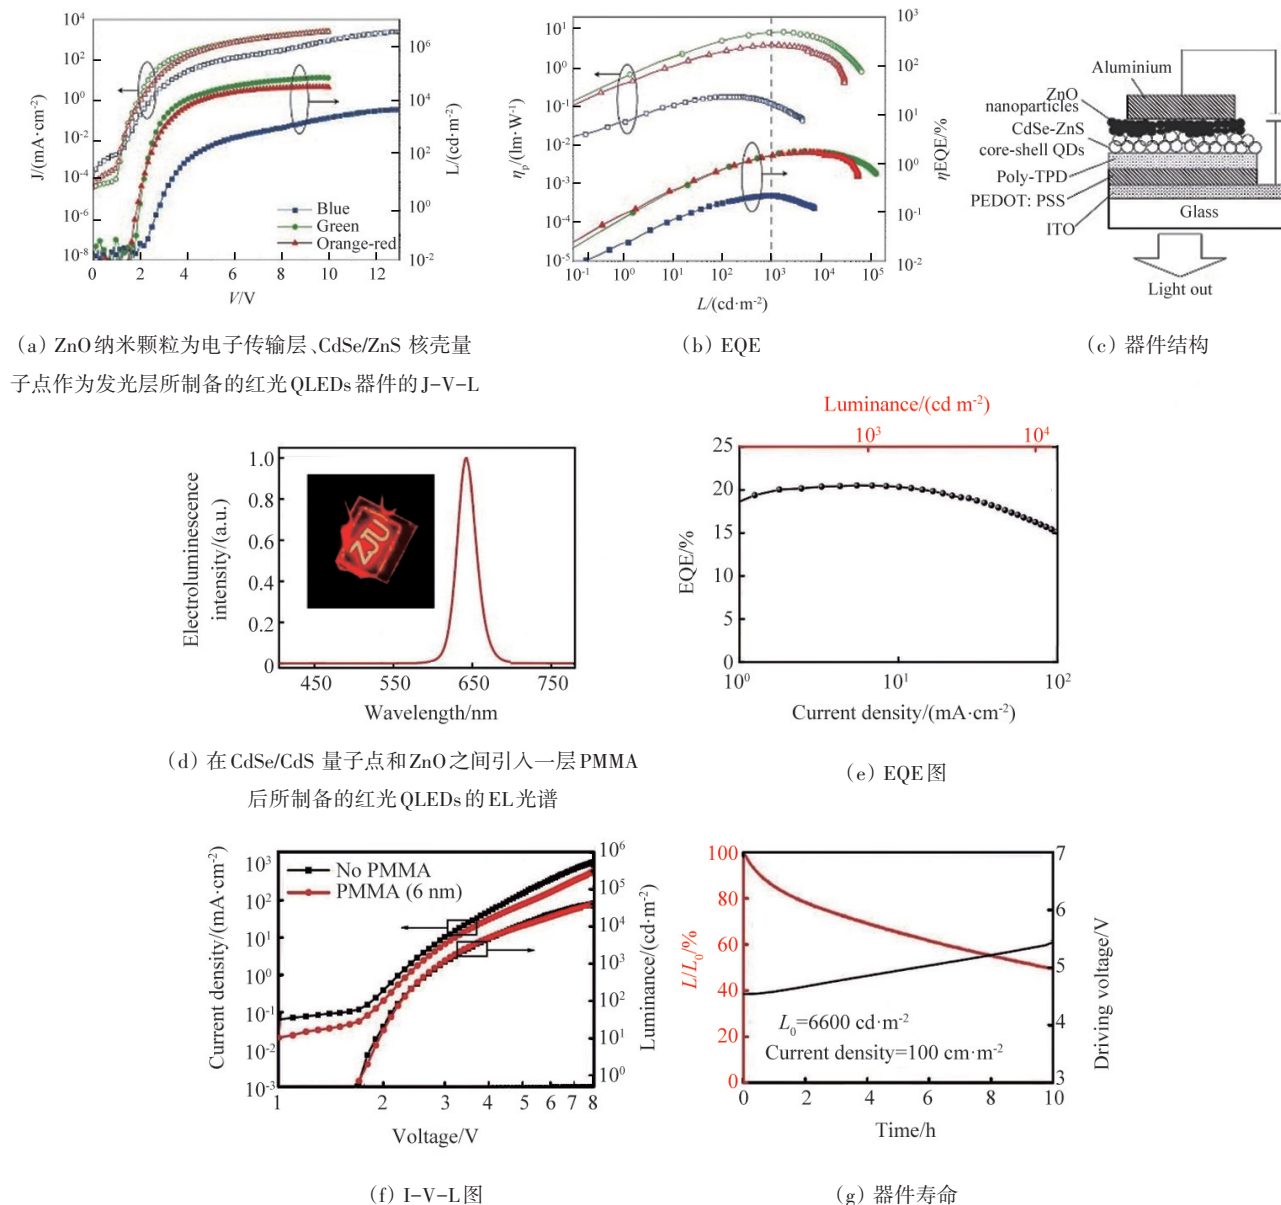 10⁴
10²
10⁰
10⁻²
10⁻⁴
10⁻⁶
10⁻⁸
J/(mA·cm⁻²)
0 2 4 6 8 10 12
V/V
10⁶
10⁴
10²
10⁰
10⁻²
L/(cd·m⁻²)
Blue
Green
Orange-red
(a) ZnO纳米颗粒为电子传输层、CdSe/ZnS 核壳量
子点作为发光层所制备的红光QLEDs器件的J-V-L
10¹
10⁰
10⁻¹
10⁻²
10⁻³
10⁻⁴
10⁻⁵
ηp/(lm·W⁻¹)
10⁻¹ 10⁰ 10¹ 10² 10³ 10⁴ 10⁵
L/(cd·m⁻²)
10³
10²
10¹
10⁰
10⁻¹
10⁻²
ηEQE/%
(b) EQE
Aluminium
ZnO
nanoparticles
CdSe-ZnS
core-shell QDs
Poly-TPD
PEDOT: PSS
ITO
Glass
Light out
(c) 器件结构
Electroluminescence
intensity/(a.u.)
1.0
0.8
0.6
0.4
0.2
0
ZJU
450 550 650 750
Wavelength/nm
(d) 在CdSe/CdS 量子点和ZnO之间引入一层PMMA
后所制备的红光QLEDs的EL光谱
Luminance/(cd m⁻²)
10³ 10⁴
25
20
15
10
5
0
EQE/%
10⁰ 10¹ 10²
Current density/(mA·cm⁻²)
(e) EQE图
Current density/(mA·cm⁻²)
10³
10²
10¹
10⁰
10⁻¹
10⁻²
10⁻³
No PMMA
PMMA (6 nm)
10⁶
10⁵
10⁴
10³
10²
10¹
10⁰
Luminance/(cd·m⁻²)
1 2 3 4 5 6 7 8
Voltage/V
(f) I-V-L图
L/L₀/%
100
80
60
40
20
0
L₀=6600 cd·m⁻²
Current density=100 cm·m⁻²
7
6
5
4
3
Driving voltage/V
0 2 4 6 8 10
Time/h
(g) 器件寿命